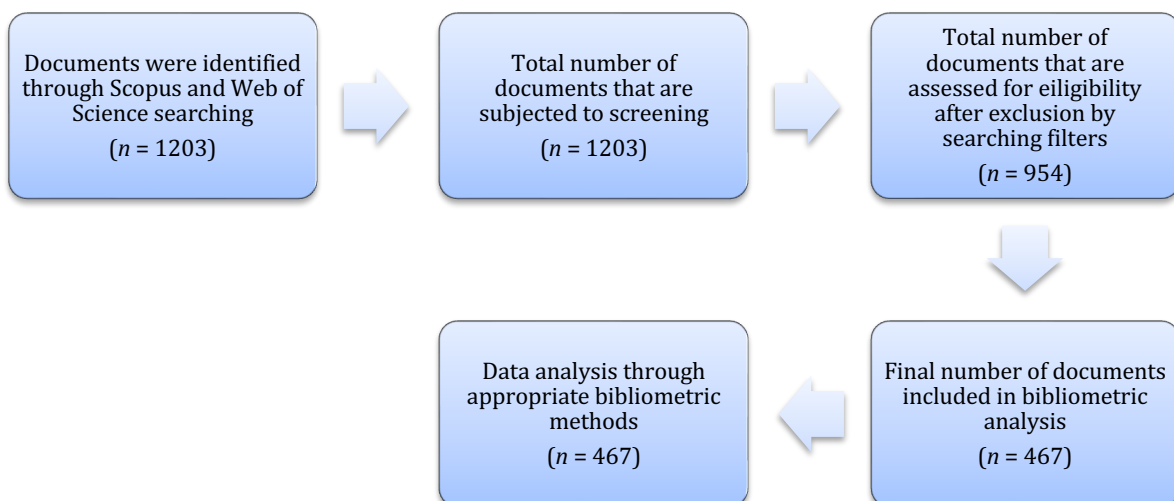 Documents were identified
through Scopus and Web of
Science searching
(n = 1203)
Total number of
documents that are
subjected to screening
(n = 1203)
Total number of
documents that are
assessed for eiligibility
after exclusion by
searching filters
(n = 954)
Final number of documents
included in bibliometric
analysis
(n = 467)
Data analysis through
appropriate bibliometric
methods
(n = 467)